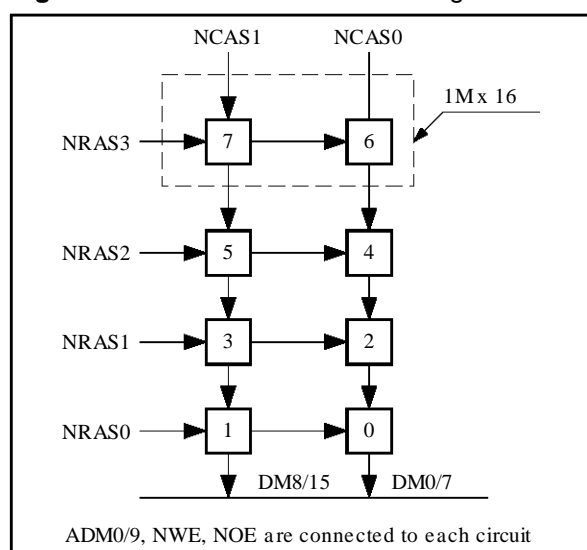 NCAS1 NCAS0
1M x 16
NRAS3 7 6
NRAS2 5 4
NRAS1 3 2
NRAS0 1 0
DM8/15 DM0/7
ADM0/9, NWE, NOE are connected to each circuit